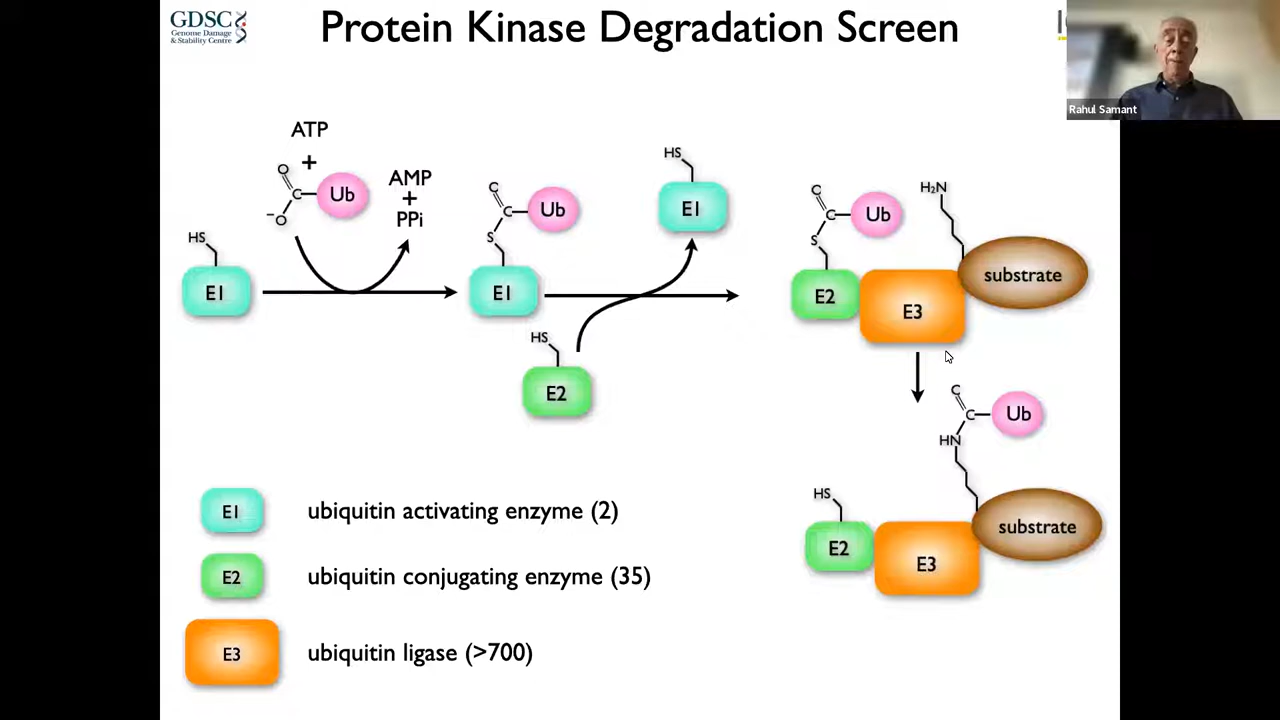 GDSC
Genome Damage
& Stability Centre
Protein Kinase Degradation Screen
Rahul Samant
ATP
+
O
C
-O
Ub
AMP
+
PPi
HS
E1
C
C
Ub
S
E1
HS
E1
HS
E2
C
C
Ub
S
H2N
E2
E3
substrate
C
C
Ub
HN
HS
E2
E3
substrate
E1
ubiquitin activating enzyme (2)
E2
ubiquitin conjugating enzyme (35)
E3
ubiquitin ligase (>700)